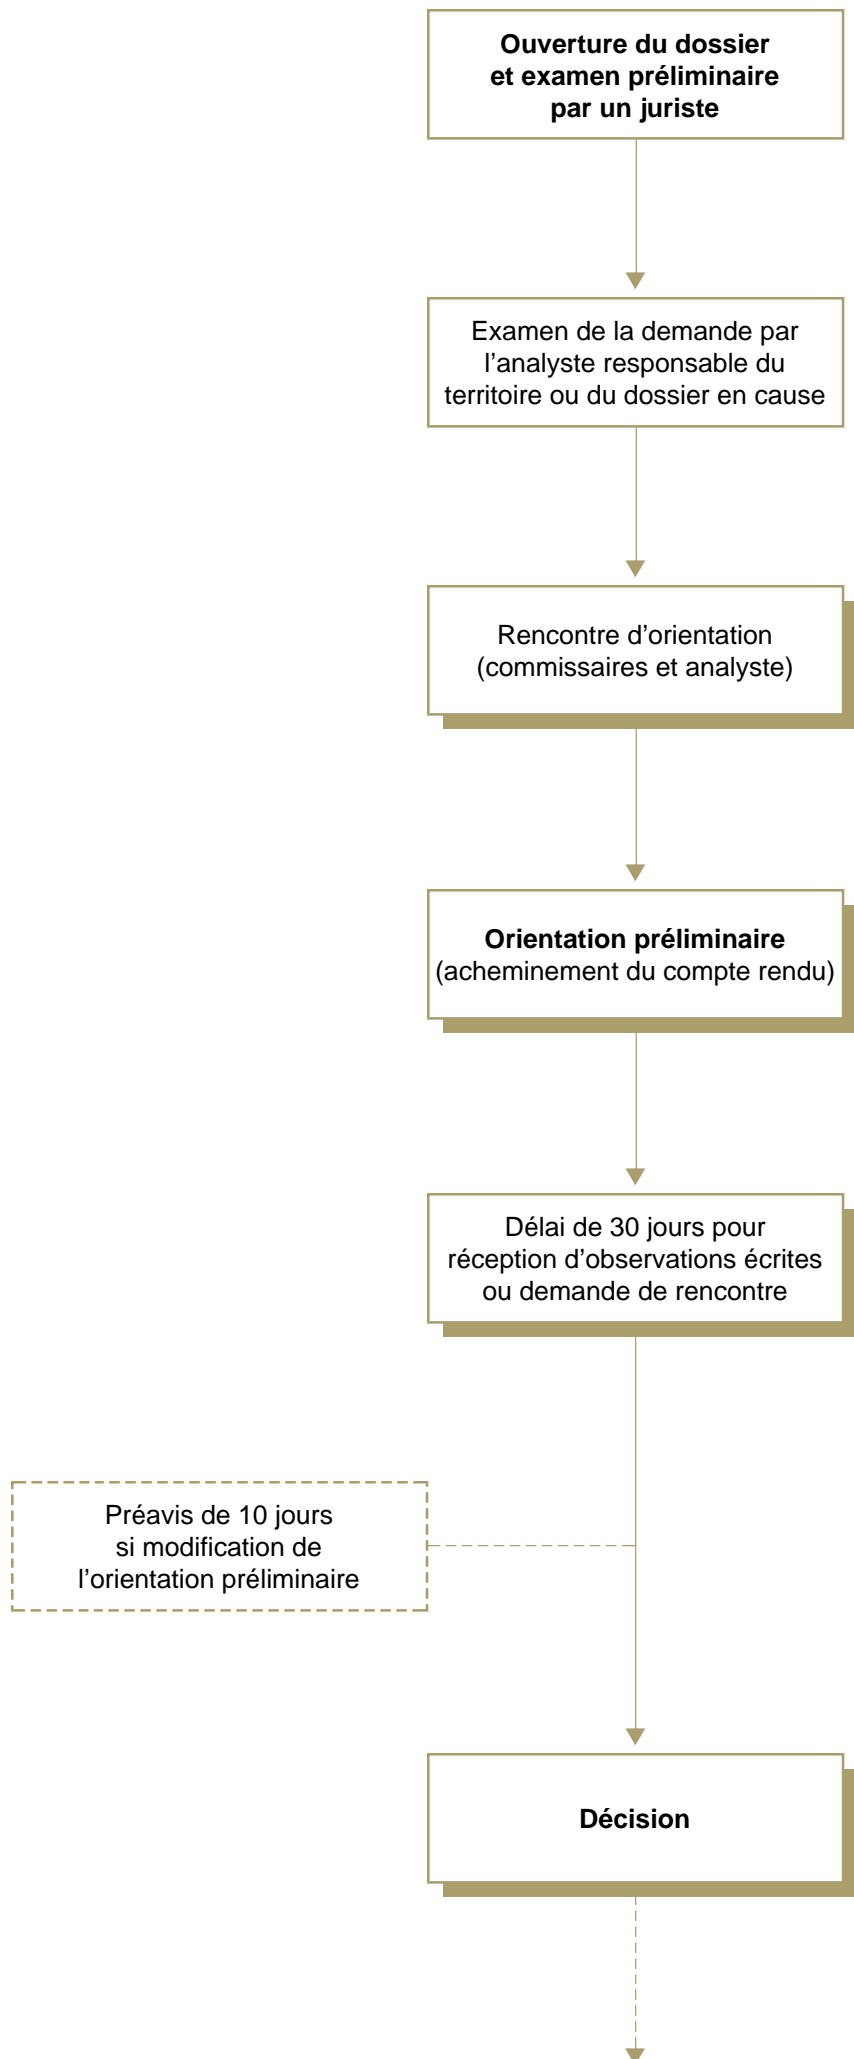 Ouverture du dossier
et examen préliminaire
par un juriste
Examen de la demande par
l’analyste responsable du
territoire ou du dossier en cause
Rencontre d’orientation
(commissaires et analyste)
Orientation préliminaire
(acheminement du compte rendu)
Délai de 30 jours pour
réception d’observations écrites
ou demande de rencontre
Préavis de 10 jours
si modification de
l’orientation préliminaire
Décision